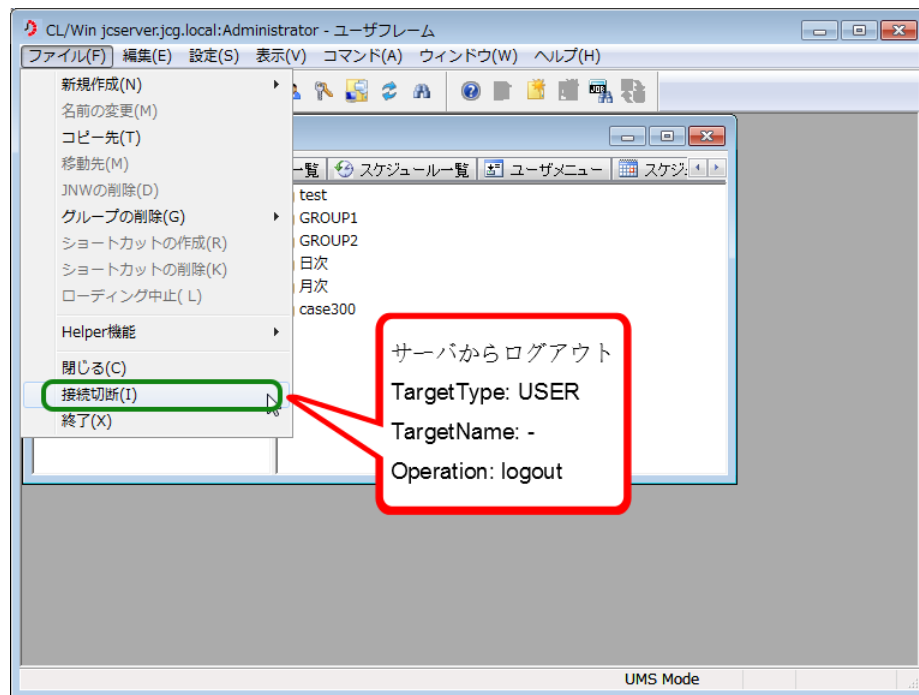 CL/Win jcserver.jcg.local:Administrator - ユーザフレーム
ファイル(F) 編集(E) 設定(S) 表示(V) コマンド(A) ウィンドウ(W) ヘルプ(H)
新規作成(N)
名前の変更(M)
コピー先(T)
移動先(M)
JNWの削除(D)
グループの削除(G)
ショートカットの作成(R)
ショートカットの削除(K)
ローディング中止( L)
Helper機能
閉じる(C)
接続切断(I)
終了(X)
一覧 スケジュール一覧 ユーザメニュー スケジ
test
GROUP1
GROUP2
日次
月次
case300
サーバからログアウト
TargetType: USER
TargetName: -
Operation: logout
UMS Mode